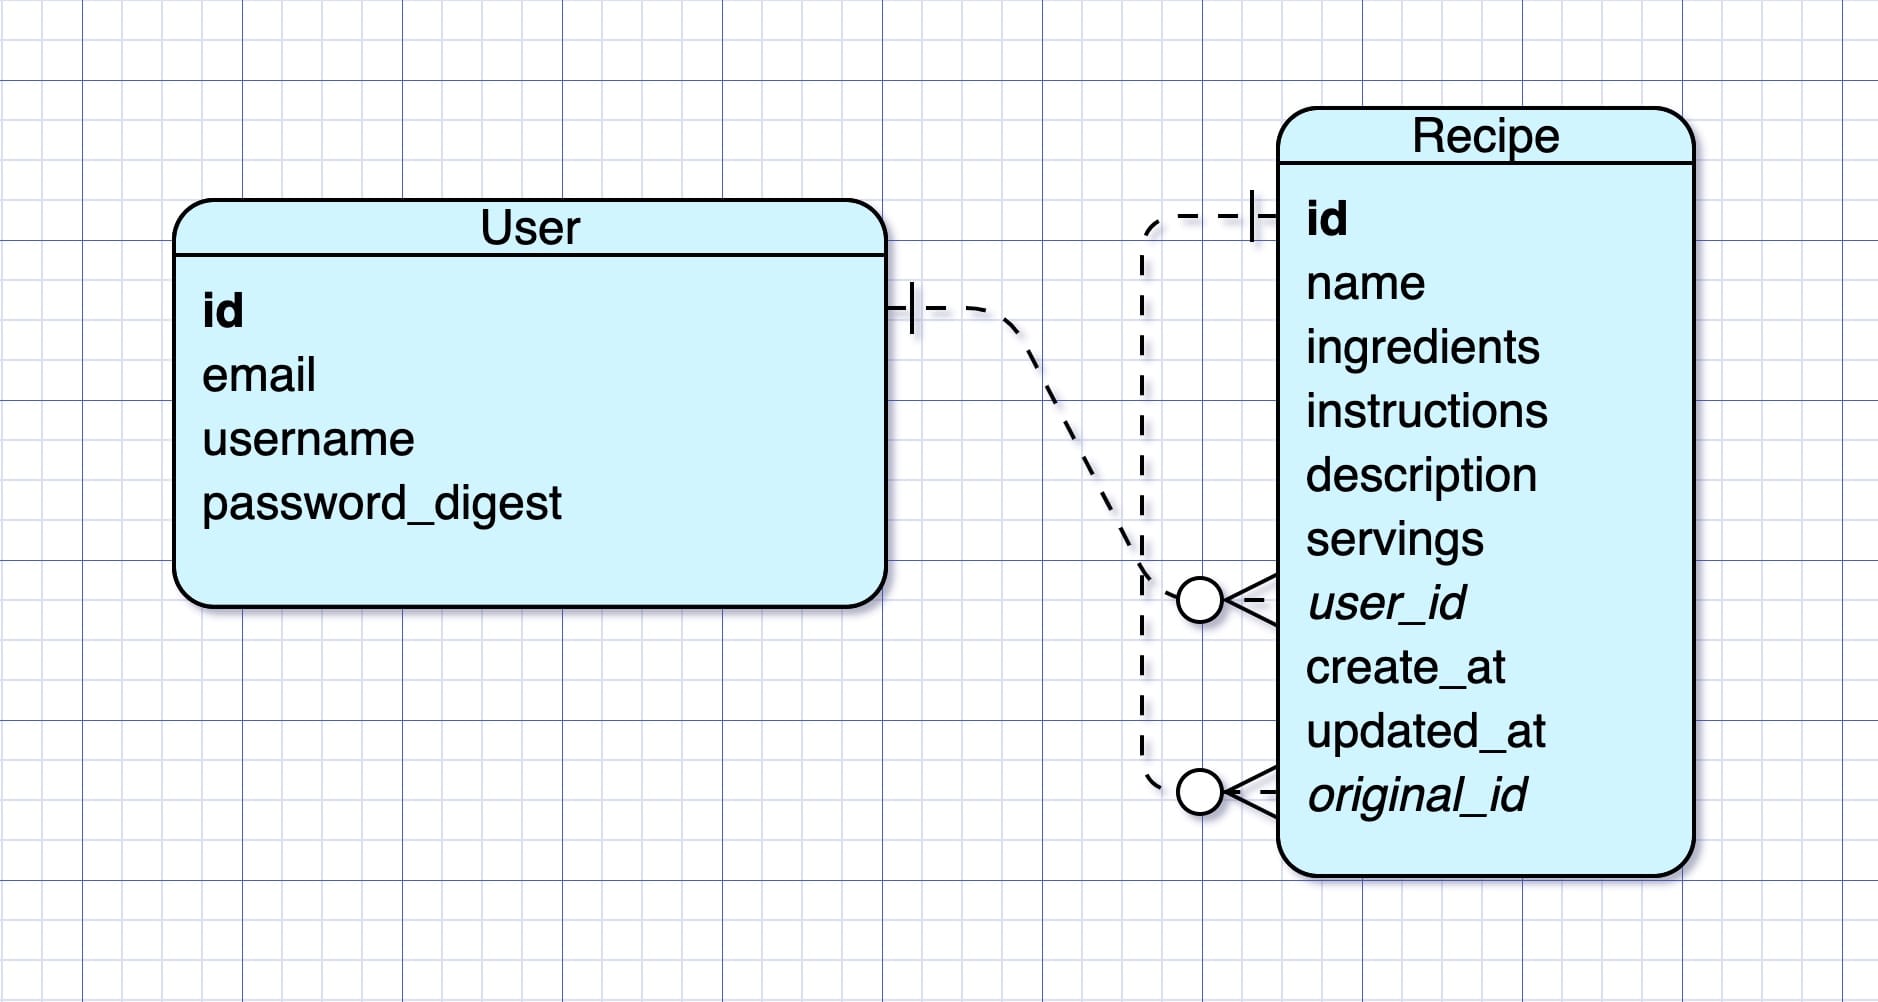 User
id
email
username
password_digest
Recipe
id
name
ingredients
instructions
description
servings
user_id
create_at
updated_at
original_id